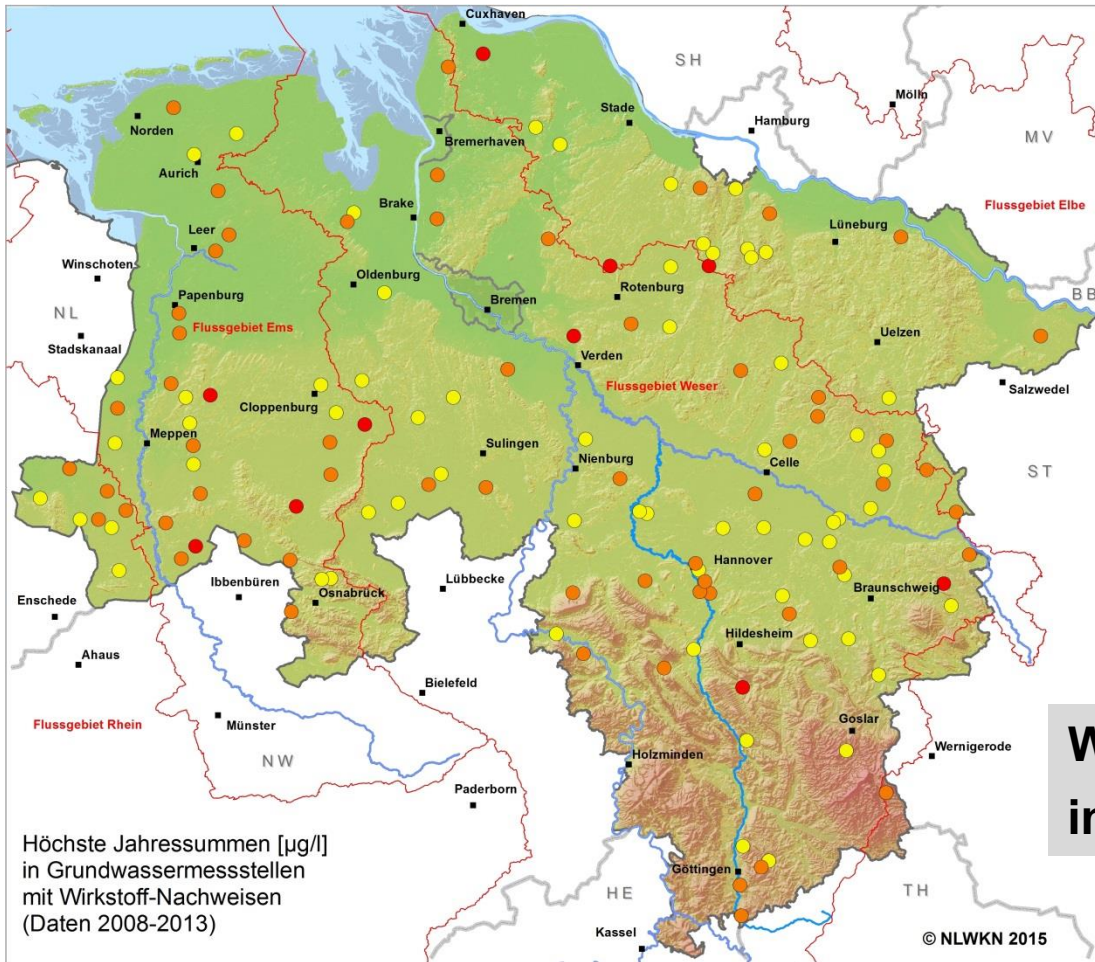 Cuxhaven
SH
Mölln
Stade
Hamburg
Norden
Bremerhaven
MV
Aurich
Brake
Flussgebiet Elbe
Leer
Lüneburg
Winschoten
Oldenburg
Bremen
Rotenburg
BB
Papenburg
NL
Flussgebiet Ems
Uelzen
Stadskanaal
Verden
Flussgebiet Weser
Salzwedel
Cloppenburg
Meppen
Sulingen
Nienburg
Celle
ST
Hannover
Ibbenbüren
Lübbecke
Osnabrück
Braunschweig
Enschede
Hildesheim
Ahaus
Bielefeld
Flussgebiet Rhein
Münster
Goslar
W
NW
Holzminden
Wernigerode
Paderborn
in
Höchste Jahressummen [µg/l]
in Grundwassermessstellen
mit Wirkstoff-Nachweisen
(Daten 2008-2013)
Göttingen
HE
TH
Kassel
© NLWKN 2015